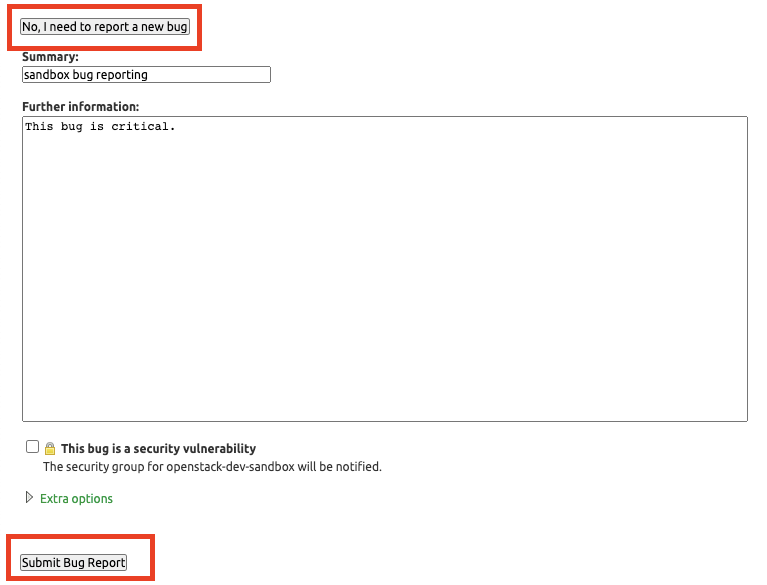 No, I need to report a new bug
Summary:
sandbox bug reporting
Further information:
This bug is critical.
This bug is a security vulnerability
The security group for openstack-dev-sandbox will be notified.
Extra options
Submit Bug Report